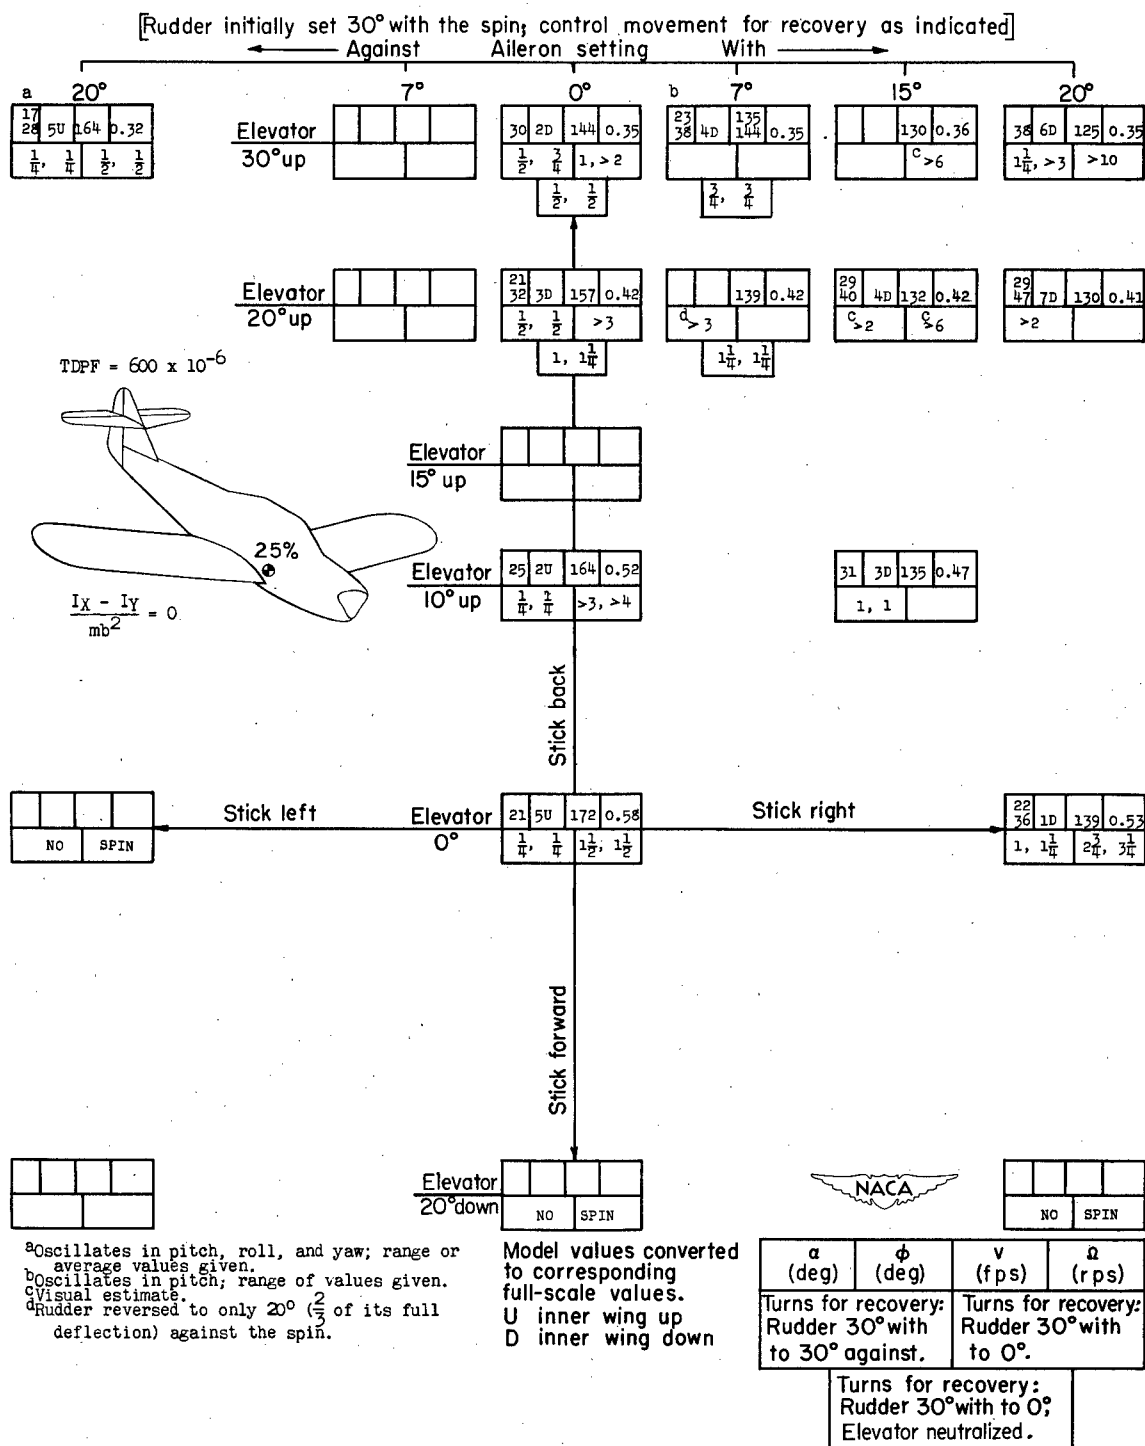 [Rudder initially set 30° with the spin; control movement for recovery as indicated]
Against Aileron setting With
a 20° 7° 0° b 7° 15° 20°
17
28 5U 164 0.32
1/4, 1/4 1/2, 1/2
Elevator
30° up
30 2D 144 0.35
1/2, 3/4 1, >2
1/2, 1/2
23
38 4D 135
144 0.35
3/4, 3/4
130 0.36
c >6
38 6D 125 0.35
1 1/4, >3 >10
Elevator
20° up
21
32 3D 157 0.42
1/2, 1/2 >3
1, 1 1/4
139 0.42
d >3
1 1/4, 1 1/4
29
40 4D 132 0.42
c >2 c >6
29
47 7D 130 0.41
>2
TDPF = 600 x 10-6
Elevator
15° up
25%
Elevator
10° up
25 2U 164 0.52
1/4, 1/4 >3, >4
31 3D 135 0.47
1, 1
IX - IY
mb2 = 0
Stick back
NO SPIN
Stick left
Elevator
0°
21 5U 172 0.58
1/4, 1/4 1 1/2, 1 1/2
Stick right
22
36 1D 139 0.53
1, 1 1/4 2 3/4, 3 1/4
Stick forward
Elevator
20° down
NO SPIN
NACA
NO SPIN
aOscillates in pitch, roll, and yaw; range or
average values given.
bOscillates in pitch; range of values given.
cVisual estimate.
dRudder reversed to only 20° (2/3 of its full
deflection) against the spin.
Model values converted
to corresponding
full-scale values.
U inner wing up
D inner wing down
α
(deg)
ϕ
(deg)
V
(fps)
Ω
(rps)
Turns for recovery:
Rudder 30° with
to 30° against.
Turns for recovery:
Rudder 30° with
to 0°.
Turns for recovery:
Rudder 30° with to 0°,
Elevator neutralized.